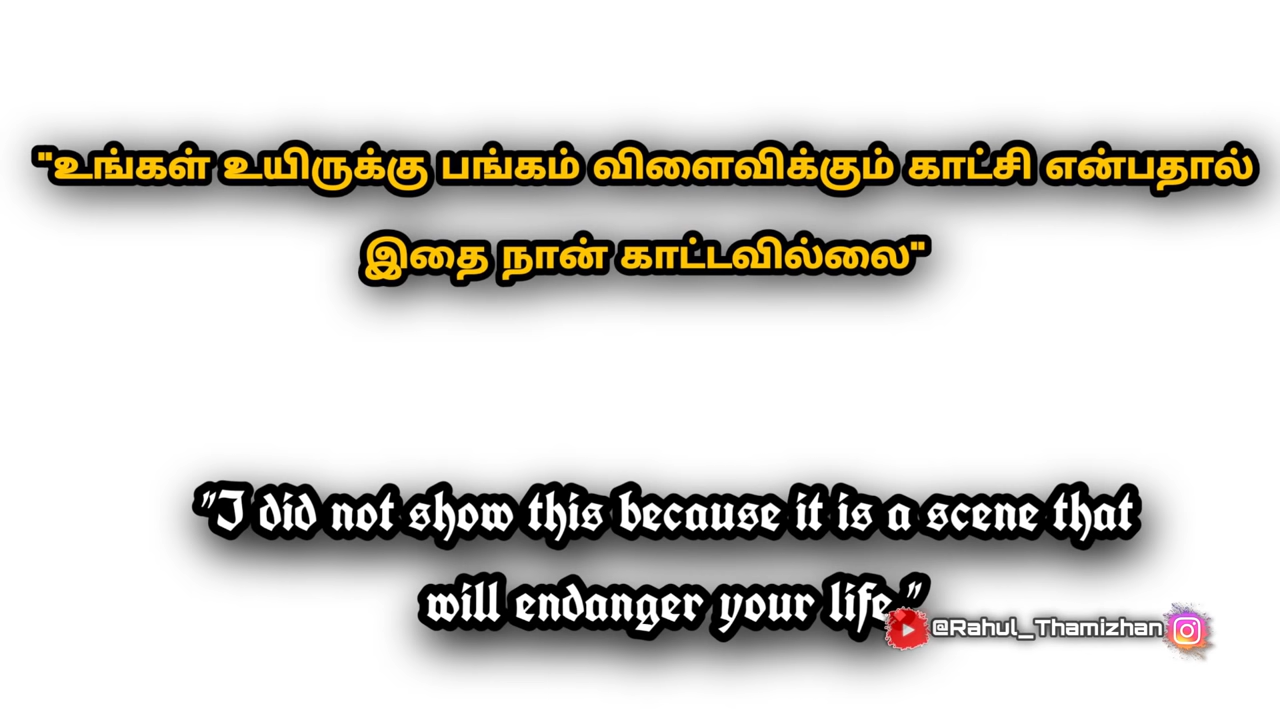 "உங்கள் உயிருக்கு பங்கம் விளைவிக்கும் காட்சி என்பதால்
இதை நான் காட்டவில்லை"
"I did not show this because it is a scene that
will endanger your life."
@Rahul_Thamizhan